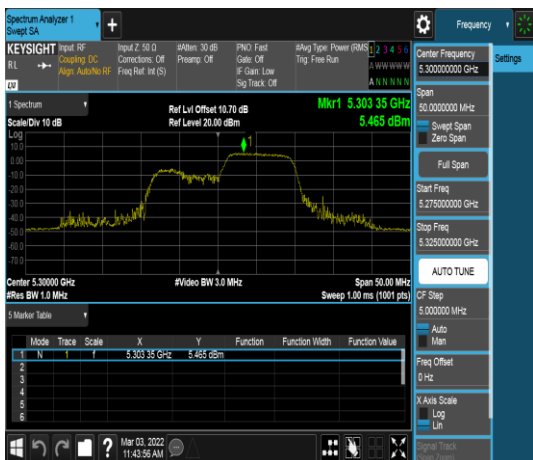 Spectrum Analyzer 1
Swept SA
+
Frequency
KEYSIGHT
RL
LXI
Input: RF
Coupling: DC
Align: Auto/No RF
Input Z: 50 Ω
Corrections: Off
Freq Ref: Int (S)
#Atten: 30 dB
Preamp: Off
PNO: Fast
Gate: Off
IF Gain: Low
Sig Track: Off
#Avg Type: Power (RMS)
Trig: Free Run
1 2 3 4 5 6
A W W W W W
A N N N N N
Center Frequency
5.300000000 GHz
Settings
Span
50.0000000 MHz
Swept Span
Zero Span
Full Span
Start Freq
5.275000000 GHz
Stop Freq
5.325000000 GHz
AUTO TUNE
CF Step
5.000000 MHz
Auto
Man
Freq Offset
0 Hz
X Axis Scale
Log
Lin
Signal Track
(Span Zoom)
1 Spectrum
Scale/Div 10 dB
Ref Lvl Offset 10.70 dB
Ref Level 20.00 dBm
Mkr1 5.303 35 GHz
5.465 dBm
Log
10.0
0.00
-10.0
-20.0
-30.0
-40.0
-50.0
-60.0
-70.0
1
Center 5.30000 GHz
#Res BW 1.0 MHz
#Video BW 3.0 MHz
Span 50.00 MHz
Sweep 1.00 ms (1001 pts)
5 Marker Table
Mode Trace Scale X Y Function Function Width Function Value
1 N 1 f 5.303 35 GHz 5.465 dBm
2
3
4
5
6
?
Mar 03, 2022
11:43:56 AM